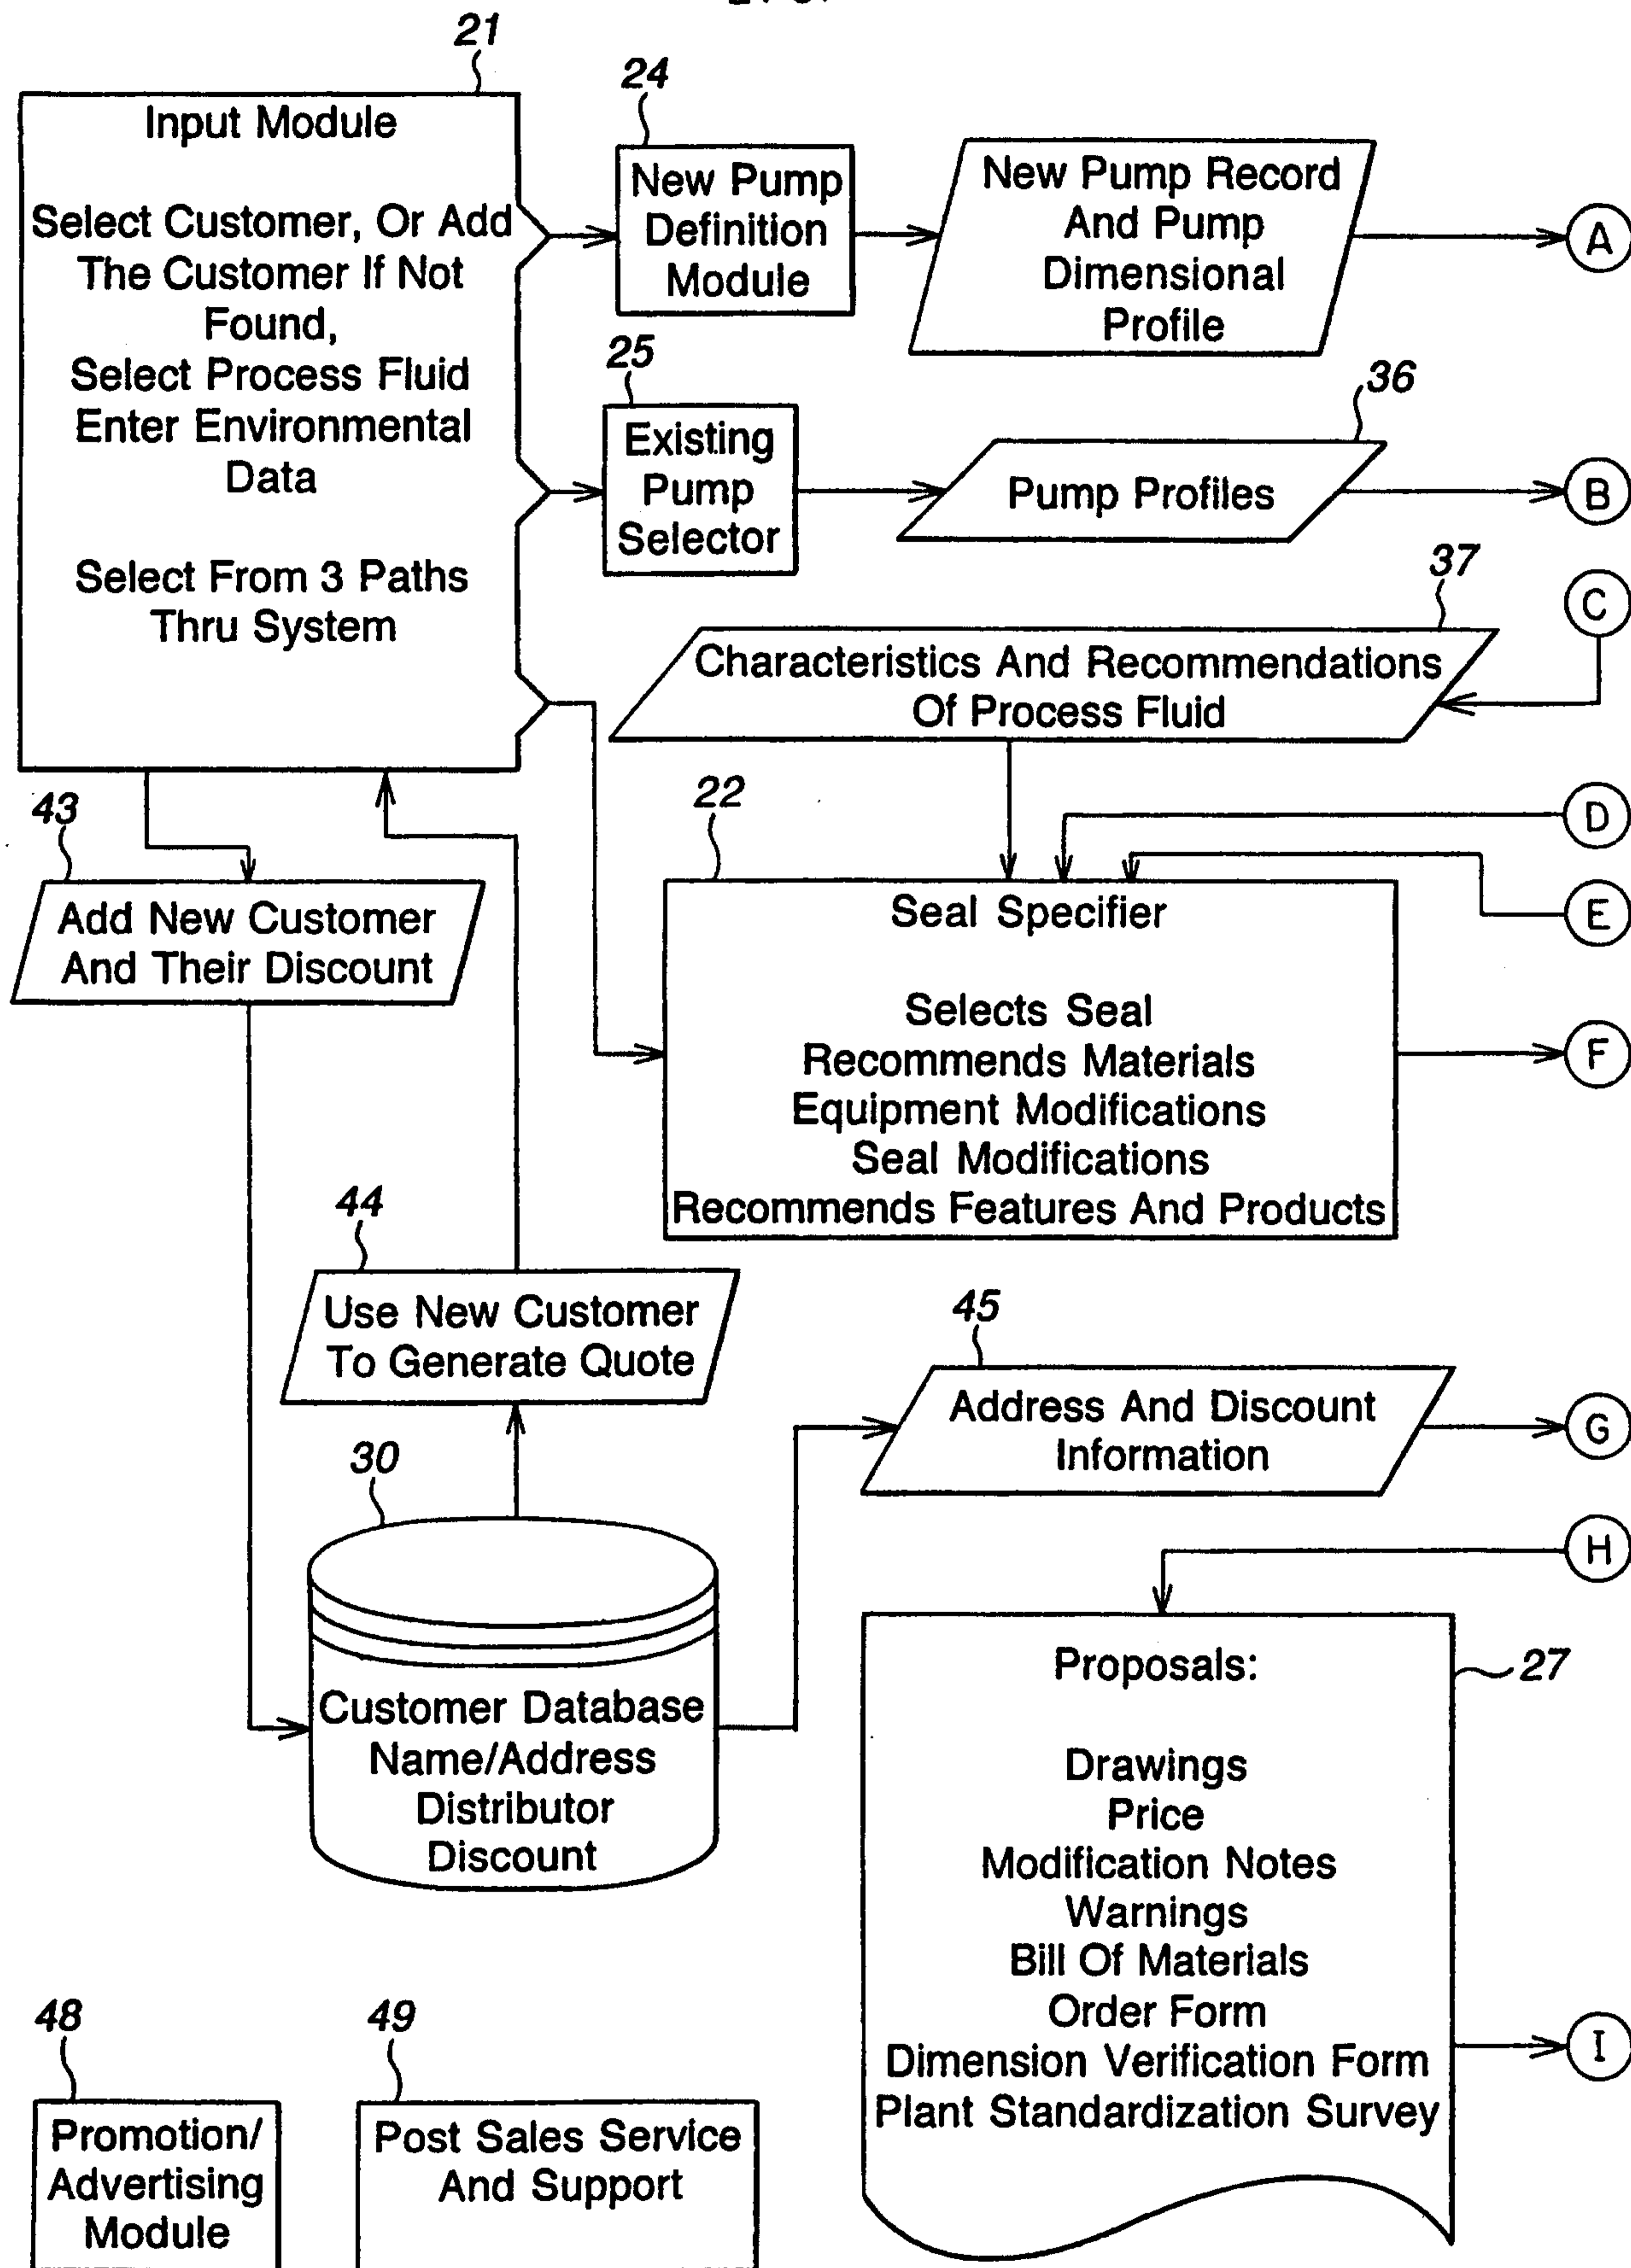 21
Input Module
Select Customer, Or Add
The Customer If Not
Found,
Select Process Fluid
Enter Environmental
Data
Select From 3 Paths
Thru System
24
New Pump
Definition
Module
New Pump Record
And Pump
Dimensional
Profile
A
25
Existing
Pump
Selector
36
Pump Profiles
B
37
Characteristics And Recommendations
Of Process Fluid
C
43
Add New Customer
And Their Discount
22
Seal Specifier
Selects Seal
Recommends Materials
Equipment Modifications
Seal Modifications
Recommends Features And Products
D
E
F
44
Use New Customer
To Generate Quote
45
Address And Discount
Information
G
30
Customer Database
Name/Address
Distributor
Discount
H
27
Proposals:
Drawings
Price
Modification Notes
Warnings
Bill Of Materials
Order Form
Dimension Verification Form
Plant Standardization Survey
I
48
Promotion/
Advertising
Module
49
Post Sales Service
And Support